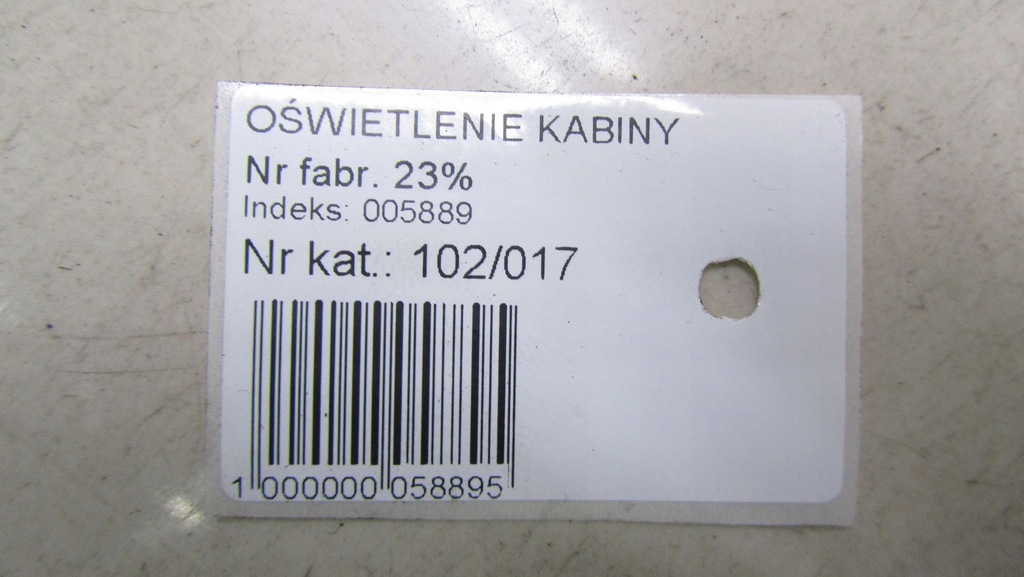 OŚWIETLENIE KABINY
Nr fabr. 23%
Indeks: 005889
Nr kat.: 102/017
1 000000 058895